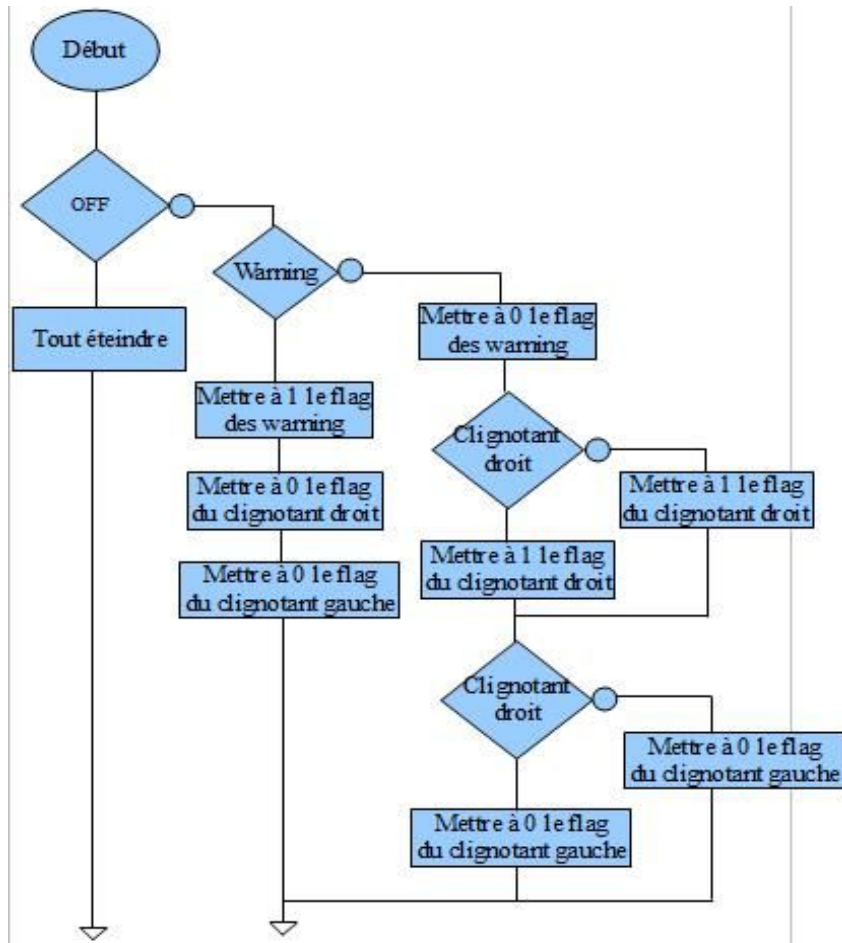 Début
OFF
Warning
Tout éteindre
Mettre à 0 le flag
des warning
Mettre à 1 le flag
des warning
Clignotant
droit
Mettre à 0 le flag
du clignotant droit
Mettre à 1 le flag
du clignotant droit
Mettre à 1 le flag
du clignotant droit
Mettre à 0 le flag
du clignotant gauche
Clignotant
droit
Mettre à 0 le flag
du clignotant gauche
Mettre à 0 le flag
du clignotant gauche